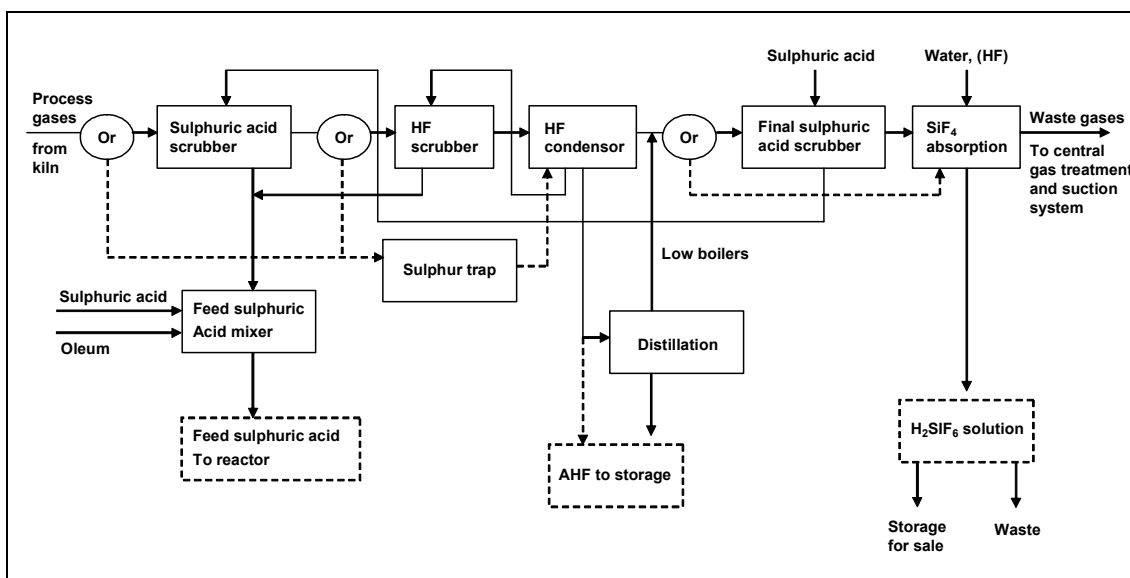 Sulphuric acid
Water, (HF)
Process
gases
from
kiln
Or
Sulphuric acid
scrubber
Or
HF
scrubber
HF
condensor
Or
Final sulphuric
acid scrubber
SiF₄
absorption
Waste gases
To central
gas treatment
and suction
system
Sulphur trap
Low boilers
Sulphuric acid
Oleum
Feed sulphuric
Acid mixer
Distillation
Feed sulphuric acid
To reactor
AHF to storage
H₂SIF₆ solution
Storage
for sale
Waste